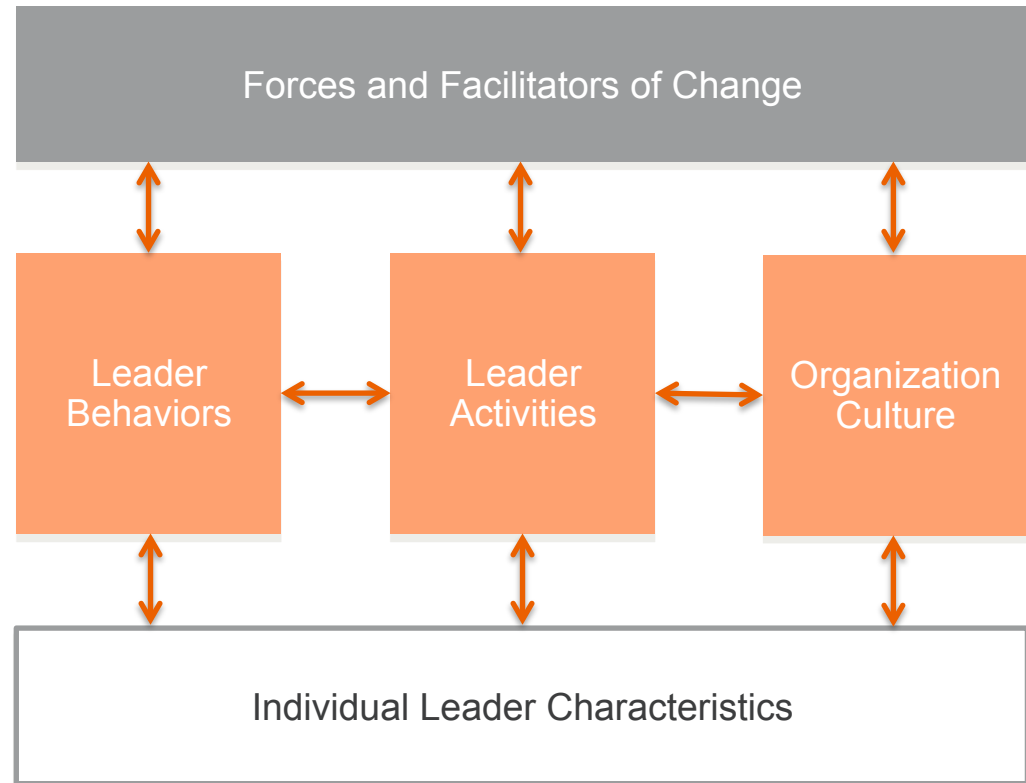 Forces and Facilitators of Change
Leader
Behaviors
Leader
Activities
Organization
Culture
Individual Leader Characteristics